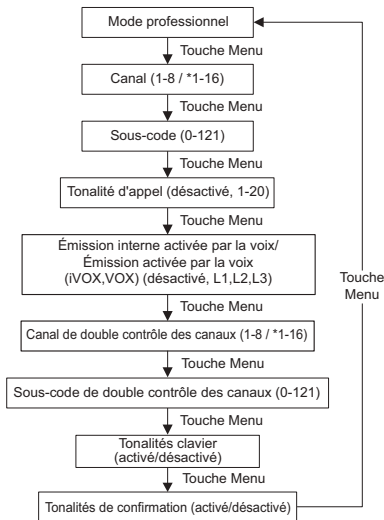 Mode professionnel
Touche Menu
Canal (1-8 / *1-16)
Touche Menu
Sous-code (0-121)
Touche Menu
Tonalité d'appel (désactivé, 1-20)
Touche Menu
Émission interne activée par la voix/
Émission activée par la voix
(iVOX,VOX) (désactivé, L1,L2,L3)
Touche Menu
Canal de double contrôle des canaux (1-8 / *1-16)
Touche Menu
Sous-code de double contrôle des canaux (0-121)
Touche Menu
Tonalités clavier
(activé/désactivé)
Touche Menu
Tonalités de confirmation (activé/désactivé)
Touche
Menu